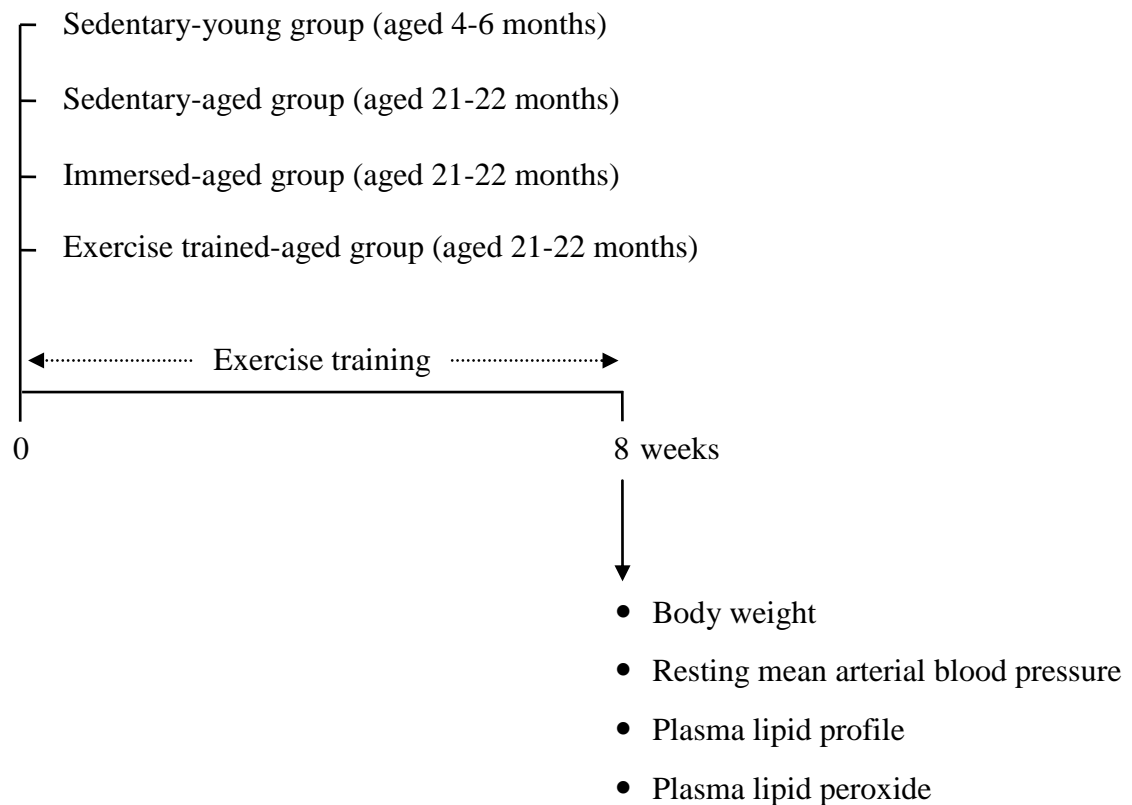 Sedentary-young group (aged 4-6 months)
Sedentary-aged group (aged 21-22 months)
Immersed-aged group (aged 21-22 months)
Exercise trained-aged group (aged 21-22 months)
Exercise training
0 8 weeks
• Body weight
• Resting mean arterial blood pressure
• Plasma lipid profile
• Plasma lipid peroxide